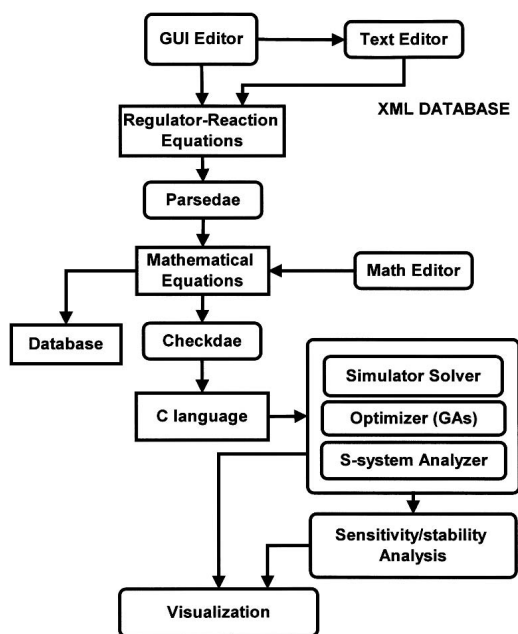 GUI Editor
Text Editor
XML DATABASE
Regulator-Reaction
Equations
Parsedae
Mathematical
Equations
Math Editor
Database
Checkdae
C language
Simulator Solver
Optimizer (GAs)
S-system Analyzer
Sensitivity/stability
Analysis
Visualization